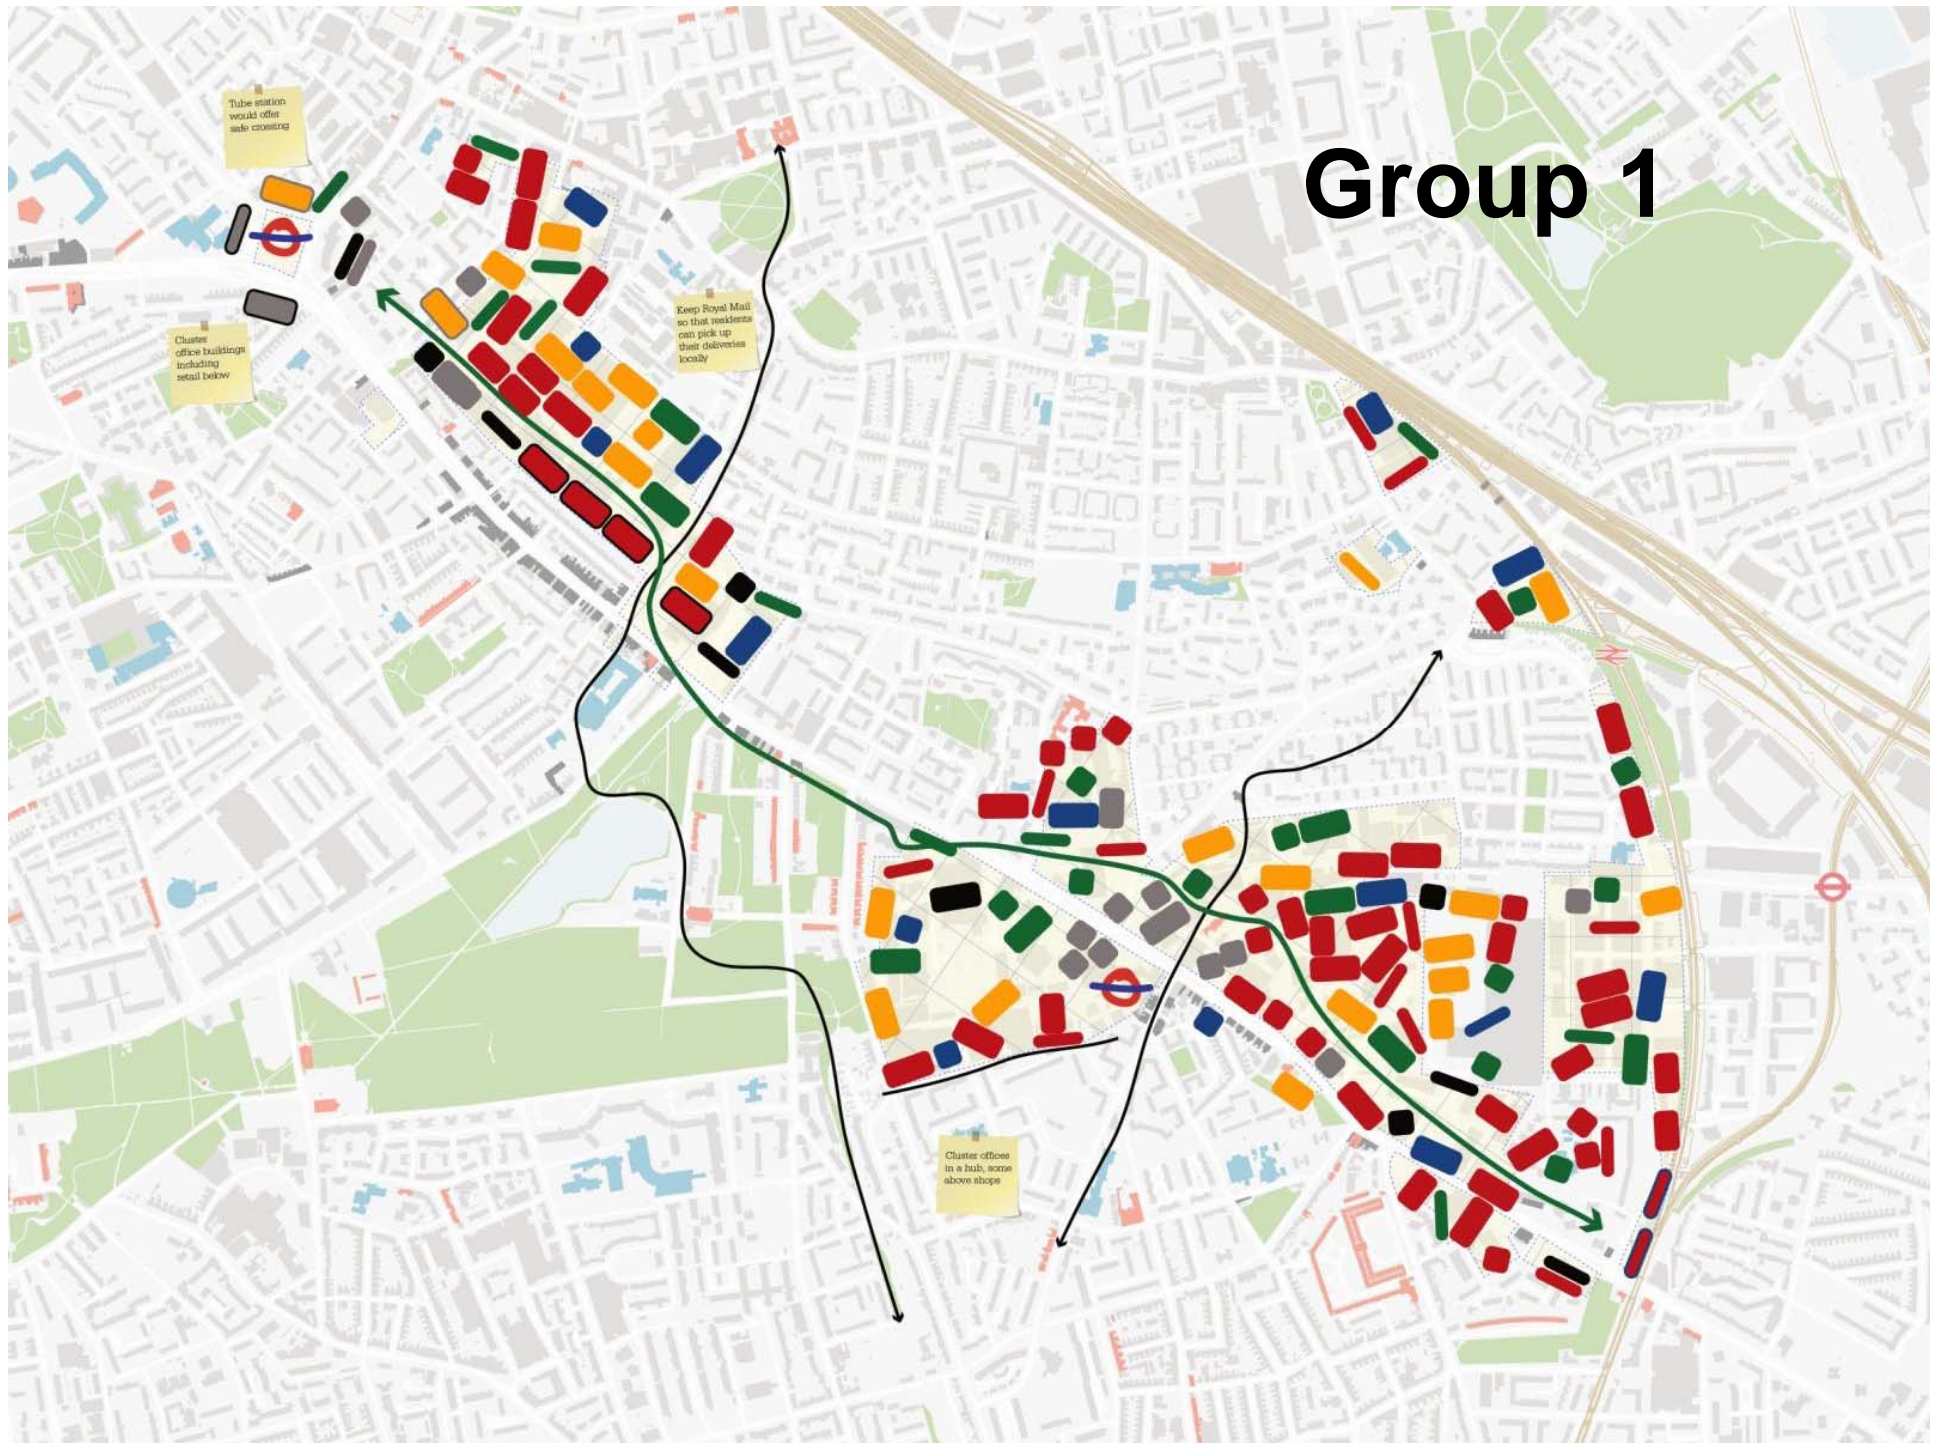 Group 1
Tube station
would offer
safe crossing
Keep Royal Mail
so that residents
can pick up
their deliveries
locally
Cluster
office buildings
including
retail below
Cluster offices
in a hub, some
above shops